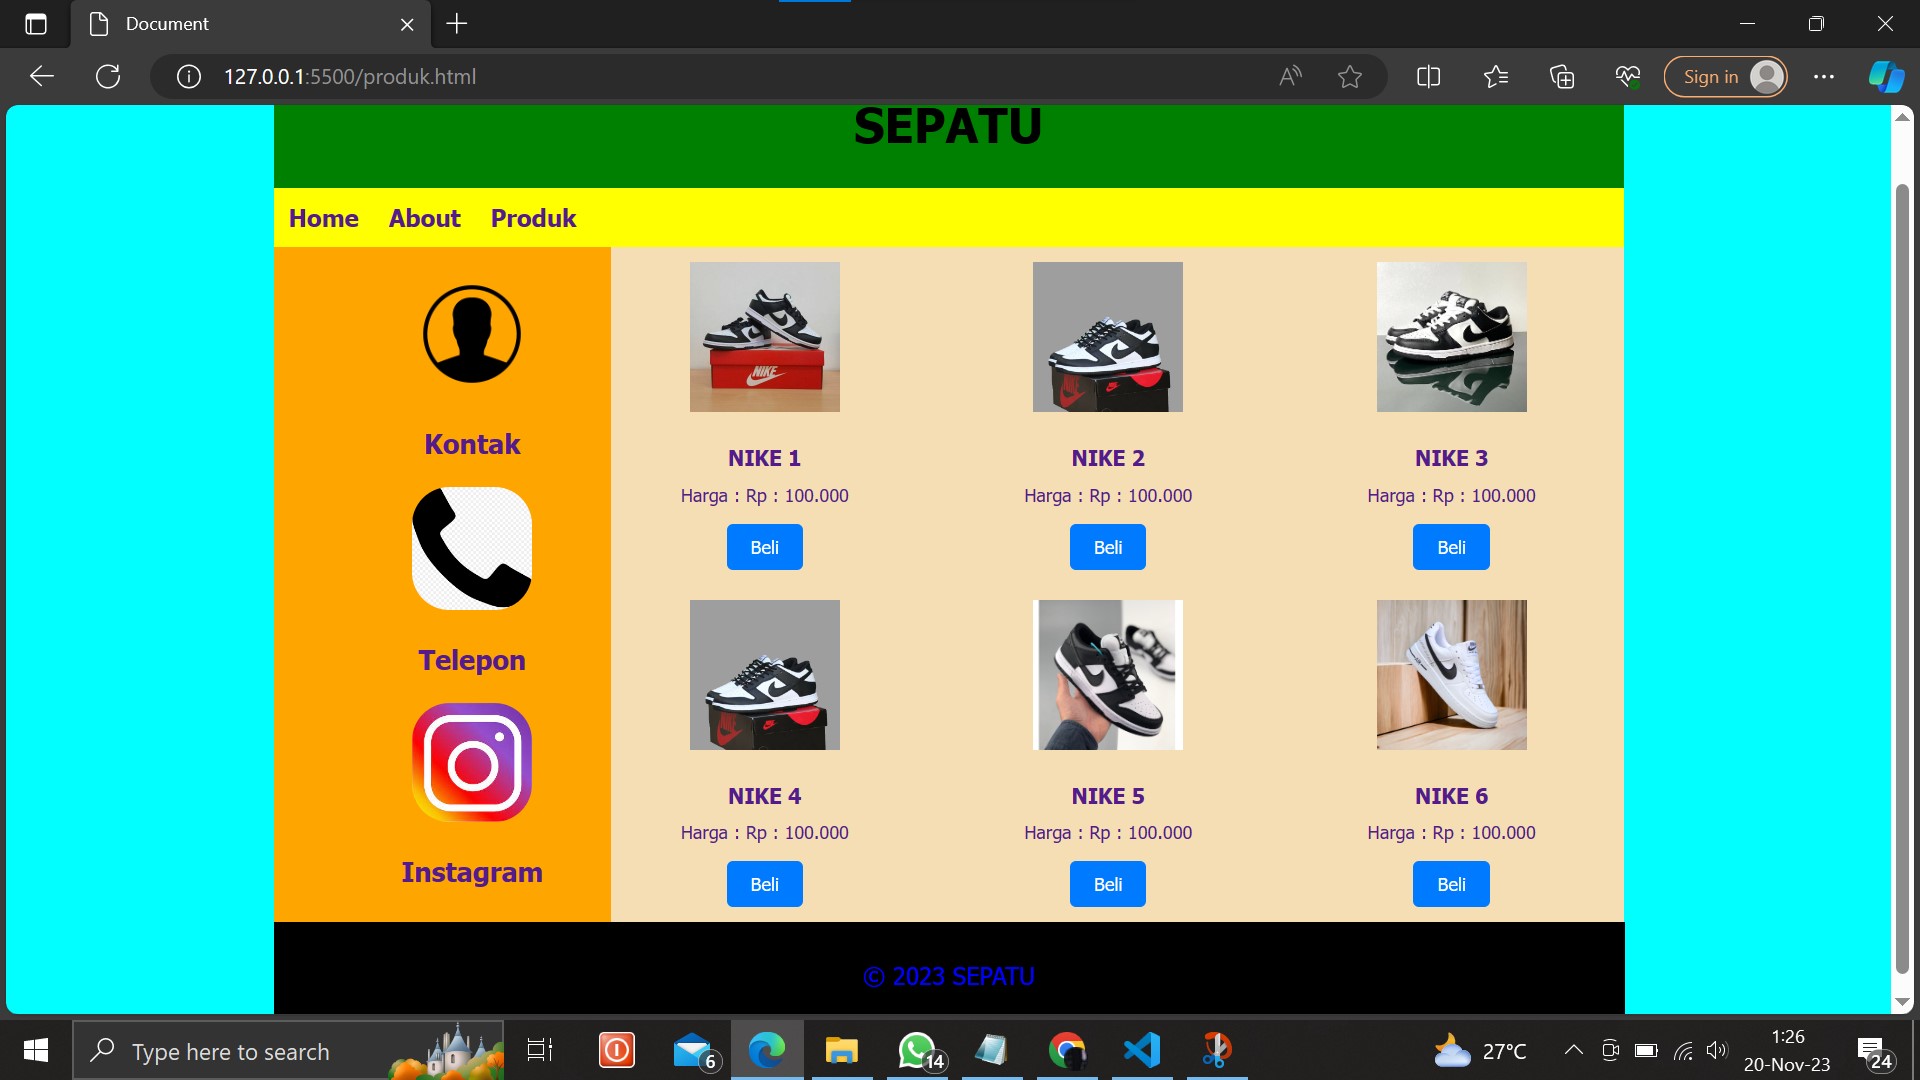 Document
127.0.0.1:5500/produk.html
Sign in
SEPATU
Home About Produk
Kontak
Telepon
Instagram
NIKE
NIKE 1
Harga : Rp : 100.000
Beli
NIKE 2
Harga : Rp : 100.000
Beli
NIKE 3
Harga : Rp : 100.000
Beli
NIKE 4
Harga : Rp : 100.000
Beli
NIKE 5
Harga : Rp : 100.000
Beli
NIKE 6
Harga : Rp : 100.000
Beli
© 2023 SEPATU
Type here to search
6
14
27°C
1:26
20-Nov-23
24